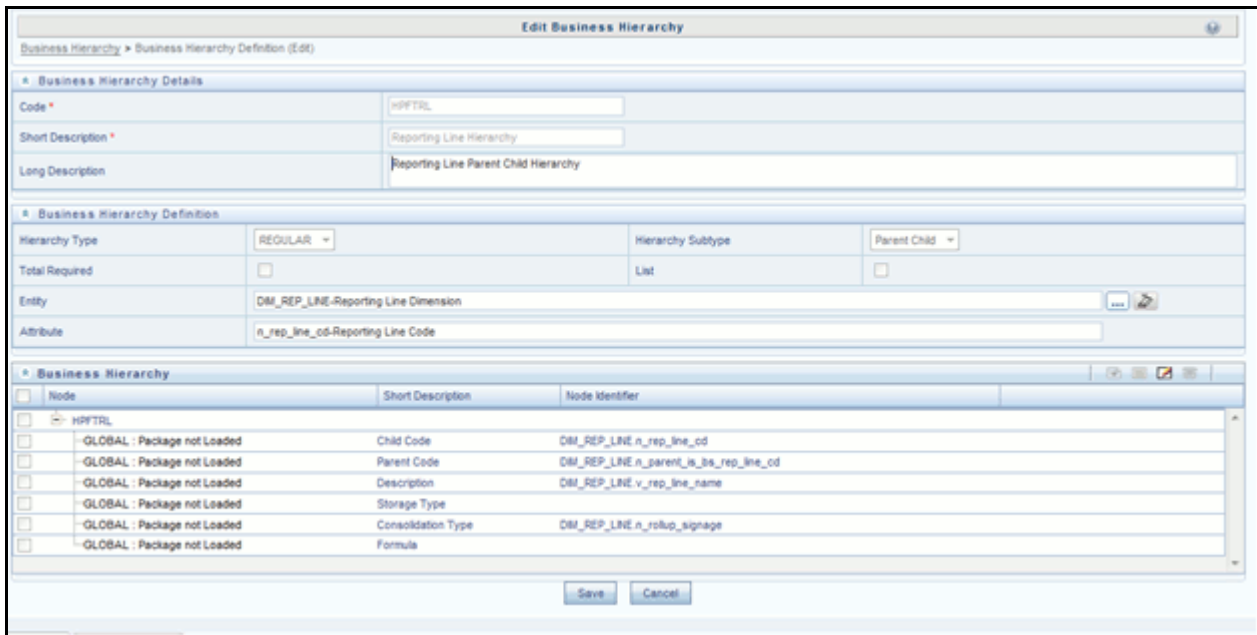 Edit Business Hierarchy
Business Hierarchy > Business Hierarchy Definition (Edit)
Business Hierarchy Details
Code *
HPFTRL
Short Description *
Reporting Line Hierarchy
Long Description
Reporting Line Parent Child Hierarchy
Business Hierarchy Definition
Hierarchy Type
REGULAR
Hierarchy Subtype
Parent Child
Total Required
List
Entity
DIM_REP_LINE-Reporting Line Dimension
...
Attribute
n_rep_line_cd-Reporting Line Code
Business Hierarchy
Node Short Description Node Identifier
HPFTRL
GLOBAL : Package not Loaded Child Code DIM_REP_LINE.n_rep_line_cd
GLOBAL : Package not Loaded Parent Code DIM_REP_LINE.n_parent_is_bs_rep_line_cd
GLOBAL : Package not Loaded Description DIM_REP_LINE.v_rep_line_name
GLOBAL : Package not Loaded Storage Type
GLOBAL : Package not Loaded Consolidation Type DIM_REP_LINE.n_rollup_signage
GLOBAL : Package not Loaded Formula
Save Cancel